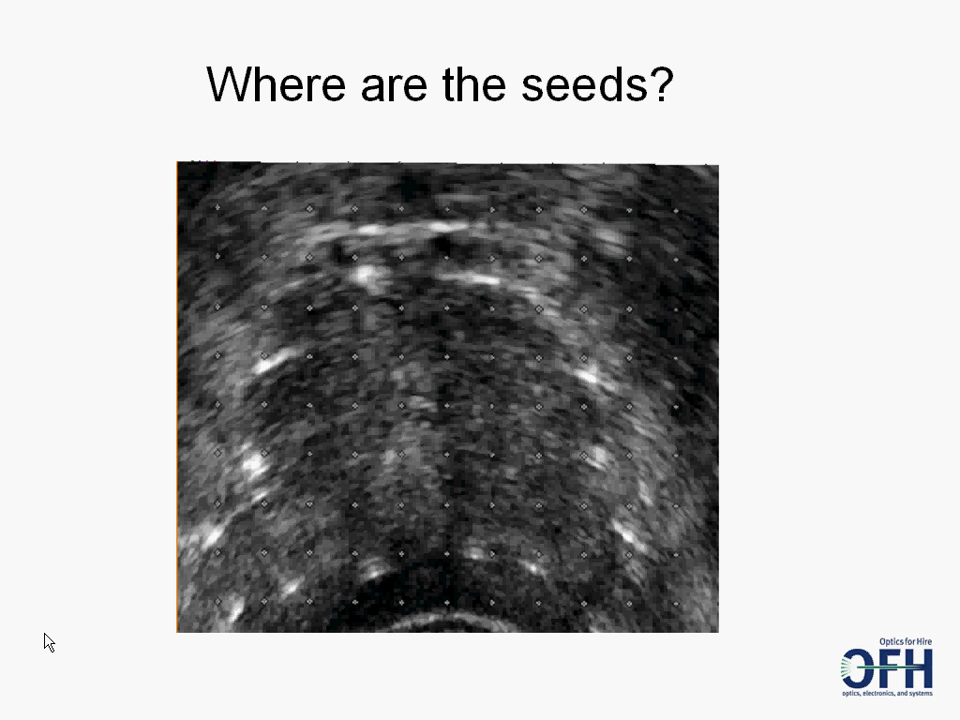 Where are the seeds?
Optics for Hire
OFH
optics, electronics, and systems